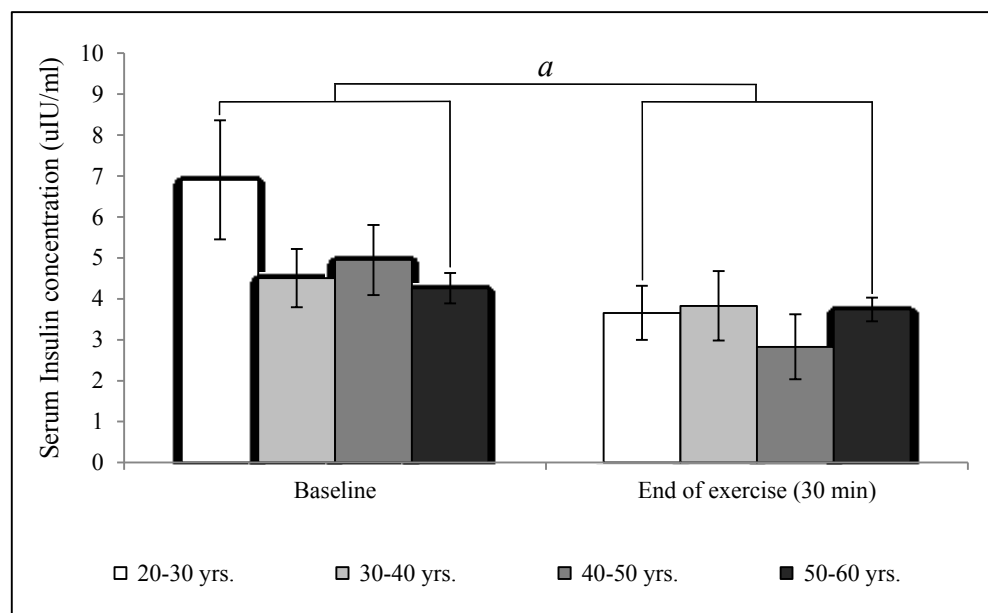 10
9
8
7
6
5
4
3
2
1
0
Serum Insulin concentration (uIU/ml)
a
Baseline
End of exercise (30 min)
20-30 yrs.
30-40 yrs.
40-50 yrs.
50-60 yrs.